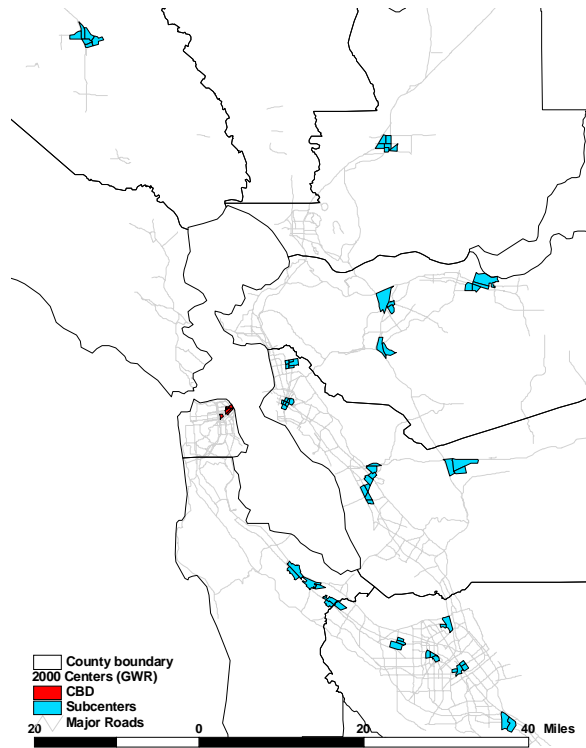 County boundary
2000 Centers (GWR)
CBD
Subcenters
Major Roads
20 0 20 40 Miles